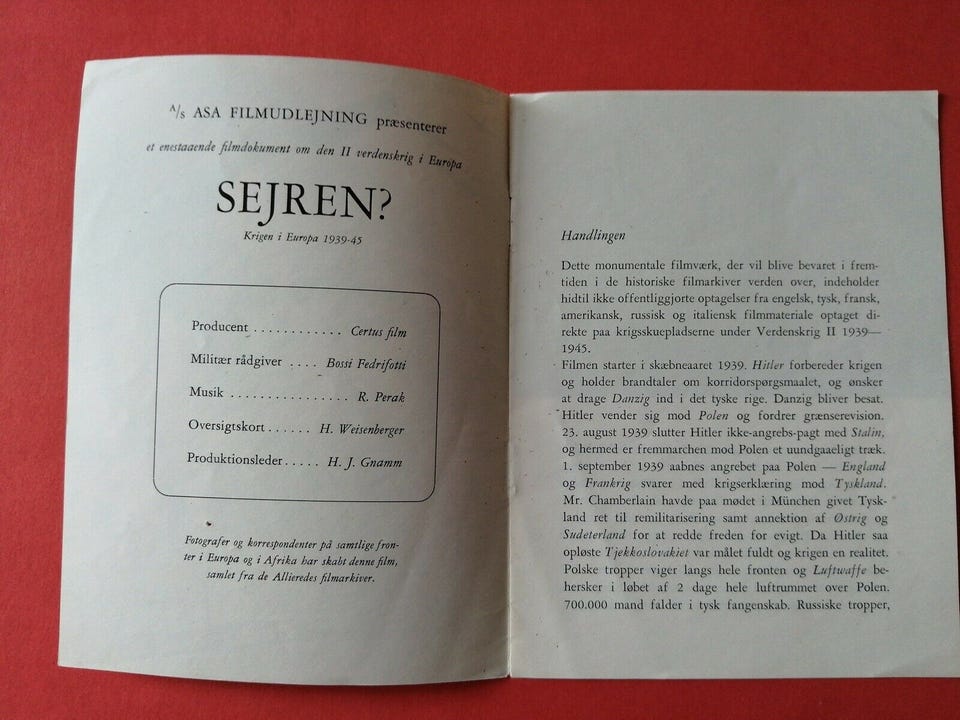 A/s ASA FILMUDLEJNING præsenterer
et enestaaende filmdokument om den II verdenskrig i Europa
SEJREN?
Krigen i Europa 1939-45
Producent . . . . . . . . . . . . Certus film
Militær rådgiver . . . . Bossi Fedrifotti
Musik . . . . . . . . . . . . . . . . R. Perak
Oversigtskort . . . . . . H. Weisenberger
Produktionsleder . . . . . H. J. Gnamm
Fotografer og korrespondenter på samtlige fron-
ter i Europa og i Afrika har skabt denne film,
samlet fra de Allieredes filmarkiver.
Handlingen
Dette monumentale filmværk, der vil blive bevaret i frem-
tiden i de historiske filmarkiver verden over, indeholder
hidtil ikke offentliggjorte optagelser fra engelsk, tysk, fransk,
amerikansk, russisk og italiensk filmmateriale optaget di-
rekte paa krigsskuepladserne under Verdenskrig II 1939—
1945.
Filmen starter i skæbneaaret 1939. Hitler forbereder krigen
og holder brandtaler om korridorspørgsmaalet, og ønsker
at drage Danzig ind i det tyske rige. Danzig bliver besat.
Hitler vender sig mod Polen og fordrer grænserevision.
23. august 1939 slutter Hitler ikke-angrebs-pagt med Stalin,
og hermed er fremmarchen mod Polen et uundgaaeligt træk.
1. september 1939 aabnes angrebet paa Polen — England
og Frankrig svarer med krigserklæring mod Tyskland.
Mr. Chamberlain havde paa mødet i München givet Tysk-
land ret til remilitarisering samt annektion af Østrig og
Sudeterland for at redde freden for evigt. Da Hitler saa
opløste Tjekkoslovakiet var målet fuldt og krigen en realitet.
Polske tropper viger langs hele fronten og Luftwaffe be-
hersker i løbet af 2 dage hele luftrummet over Polen.
700.000 mand falder i tysk fangenskab. Russiske tropper,